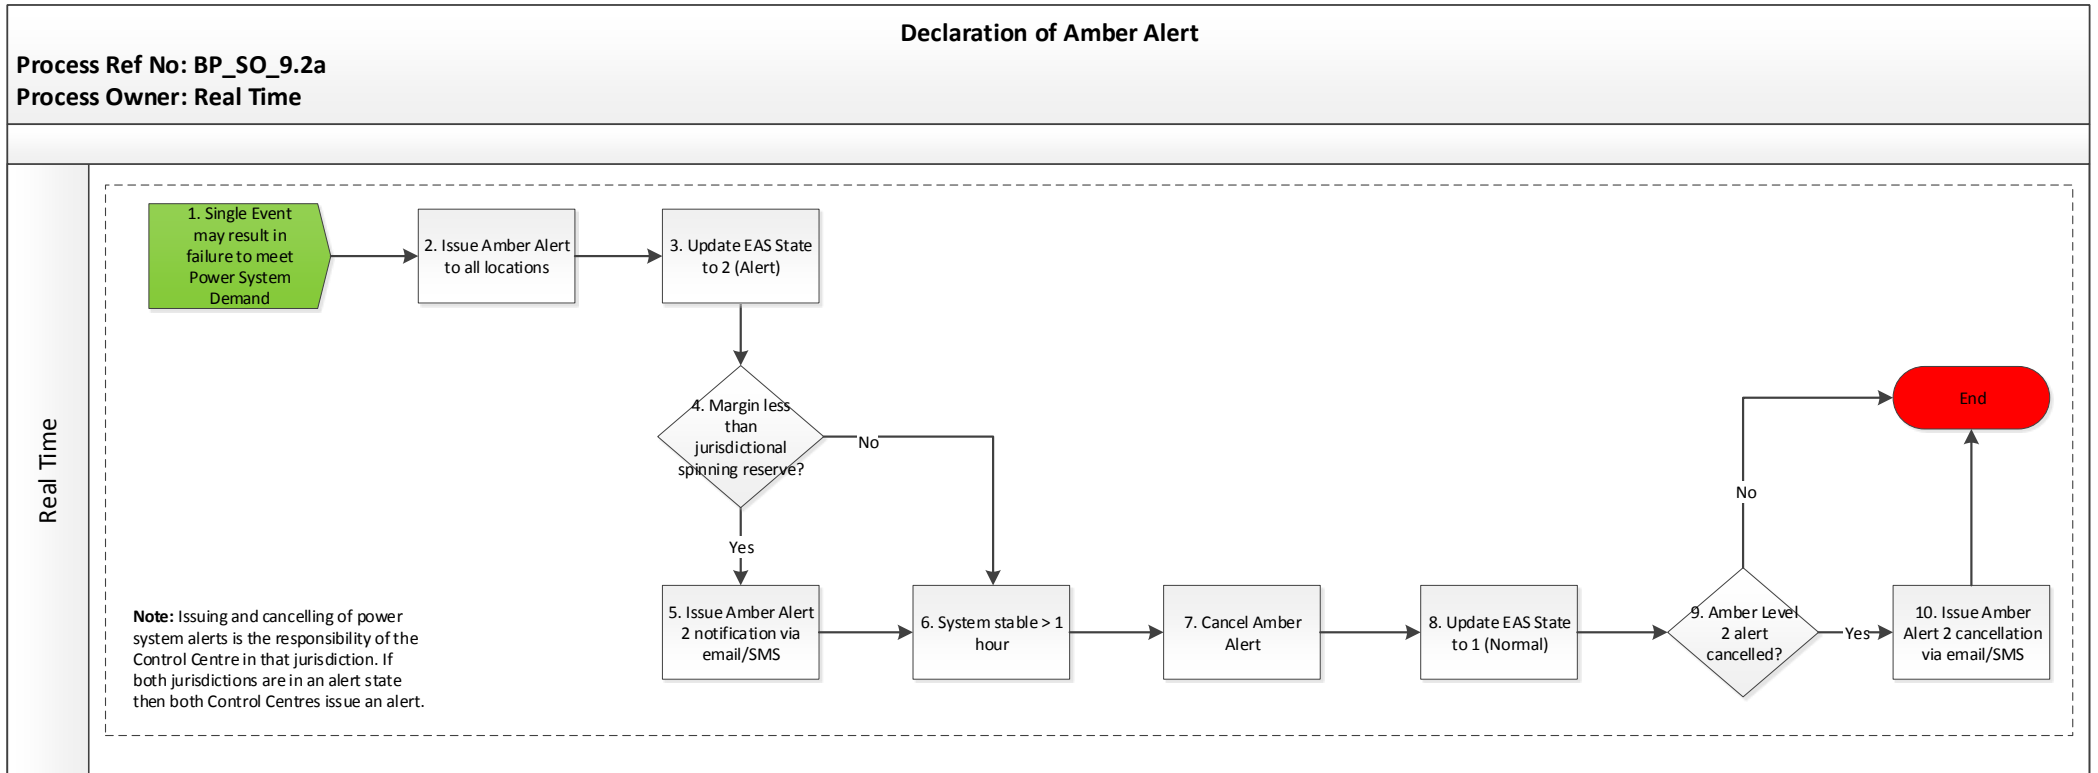 Declaration of Amber Alert
Process Ref No: BP_SO_9.2a
Process Owner: Real Time
Real Time
1. Single Event
may result in
failure to meet
Power System
Demand
2. Issue Amber Alert
to all locations
3. Update EAS State
to 2 (Alert)
4. Margin less
than
jurisdictional
spinning reserve?
No
Yes
5. Issue Amber Alert
2 notification via
email/SMS
6. System stable > 1
hour
7. Cancel Amber
Alert
8. Update EAS State
to 1 (Normal)
9. Amber Level
2 alert
cancelled?
No
Yes
10. Issue Amber
Alert 2 cancellation
via email/SMS
End
Note: Issuing and cancelling of power
system alerts is the responsibility of the
Control Centre in that jurisdiction. If
both jurisdictions are in an alert state
then both Control Centres issue an alert.